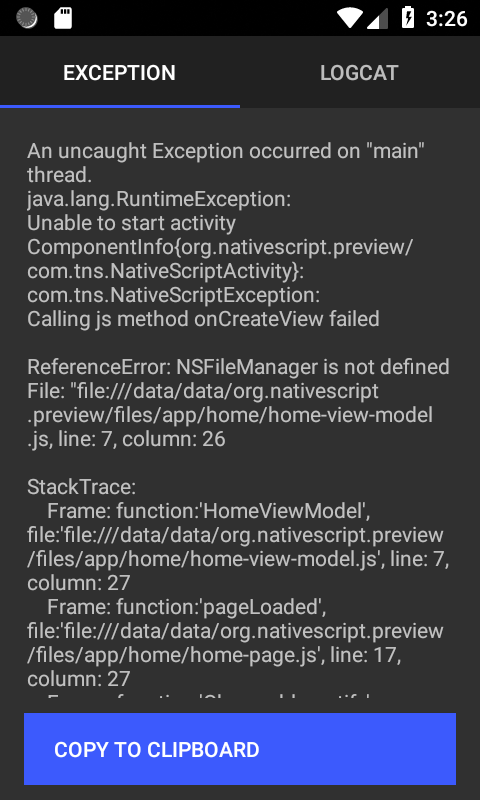 3:26
EXCEPTION
LOGCAT
An uncaught Exception occurred on "main"
thread.
java.lang.RuntimeException:
Unable to start activity
ComponentInfo{org.nativescript.preview/
com.tns.NativeScriptActivity}:
com.tns.NativeScriptException:
Calling js method onCreateView failed
ReferenceError: NSFileManager is not defined
File: "file:///data/data/org.nativescript
.preview/files/app/home/home-view-model
.js, line: 7, column: 26
StackTrace:
Frame: function:'HomeViewModel',
file:'file:///data/data/org.nativescript.preview
/files/app/home/home-view-model.js', line: 7,
column: 27
Frame: function:'pageLoaded',
file:'file:///data/data/org.nativescript.preview
/files/app/home/home-page.js', line: 17,
column: 27
COPY TO CLIPBOARD